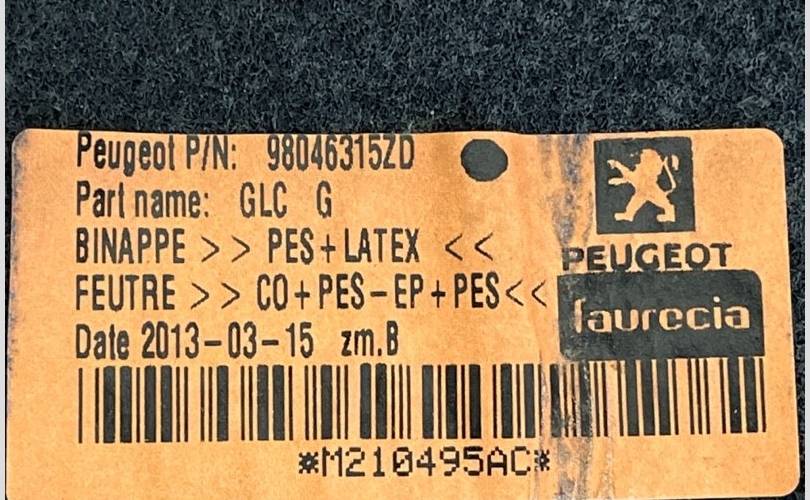 Peugeot P/N: 98046315ZD
Part name: GLC G
BINAPPE >> PES+LATEX <<
PEUGEOT
FEUTRE >> CO+PES-EP+PES<<
faurecia
Date 2013-03-15 zm.B
*M210495AC*